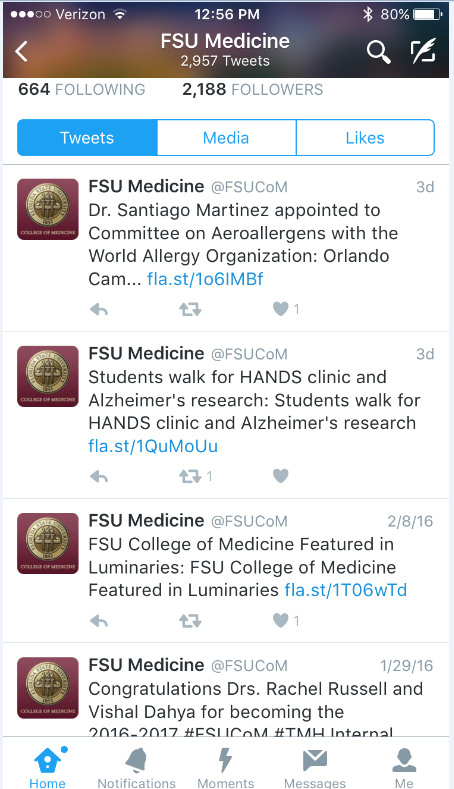 Verizon 12:56 PM 80%
FSU Medicine
2,957 Tweets
664 FOLLOWING 2,188 FOLLOWERS
Tweets Media Likes
FSU Medicine @FSUCoM 3d
Dr. Santiago Martinez appointed to
Committee on Aeroallergens with the
World Allergy Organization: Orlando
Cam... fla.st/1o6IMBf
1
FSU Medicine @FSUCoM 3d
Students walk for HANDS clinic and
Alzheimer's research: Students walk for
HANDS clinic and Alzheimer's research
fla.st/1QuMoUu
1
FSU Medicine @FSUCoM 2/8/16
FSU College of Medicine Featured in
Luminaries: FSU College of Medicine
Featured in Luminaries fla.st/1T06wTd
1
FSU Medicine @FSUCoM 1/29/16
Congratulations Drs. Rachel Russell and
Vishal Dahya for becoming the
2016-2017 #FSUCoM #TMH Internal
COLLEGE OF MEDICINE
COLLEGE OF MEDICINE
COLLEGE OF MEDICINE
COLLEGE OF MEDICINE
Home Notifications Moments Messages Me